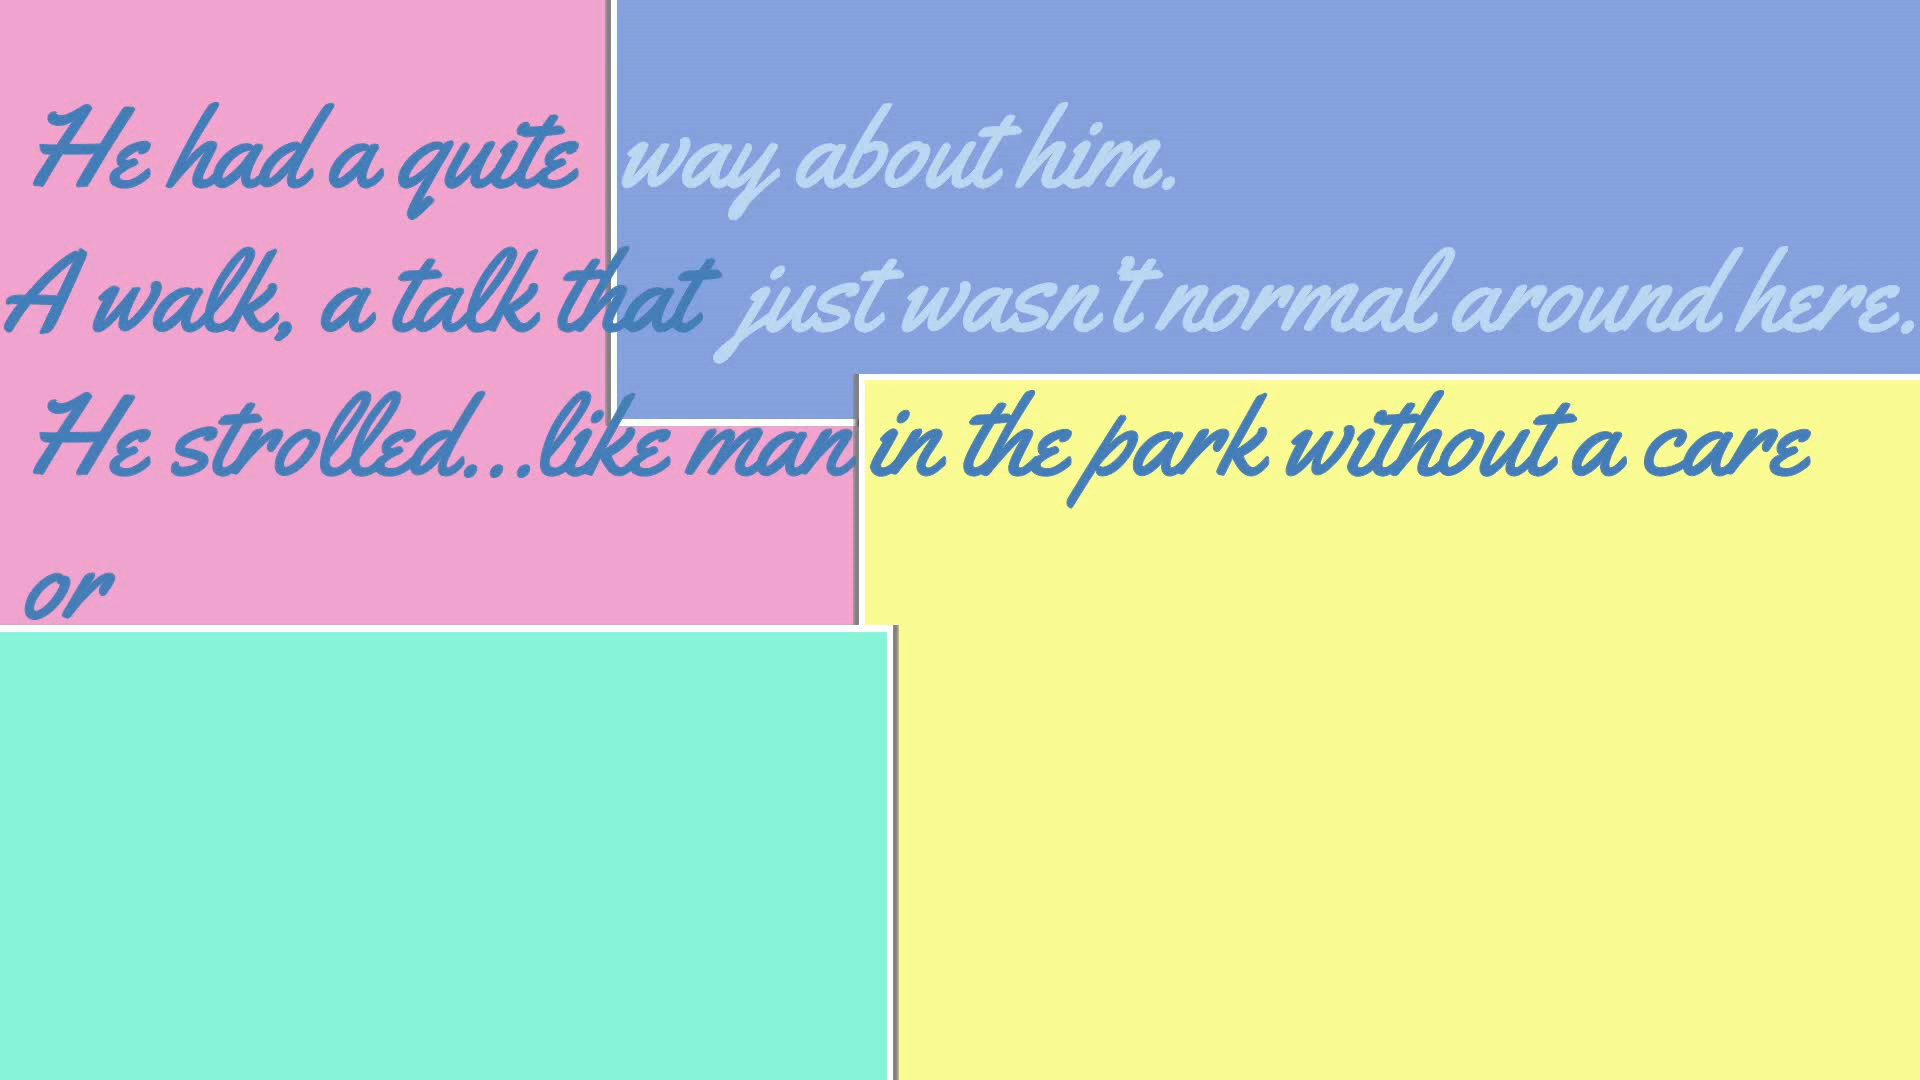 He had a quite way about him.
A walk, a talk that just wasn't normal around here.
He strolled...like man in the park without a care
or